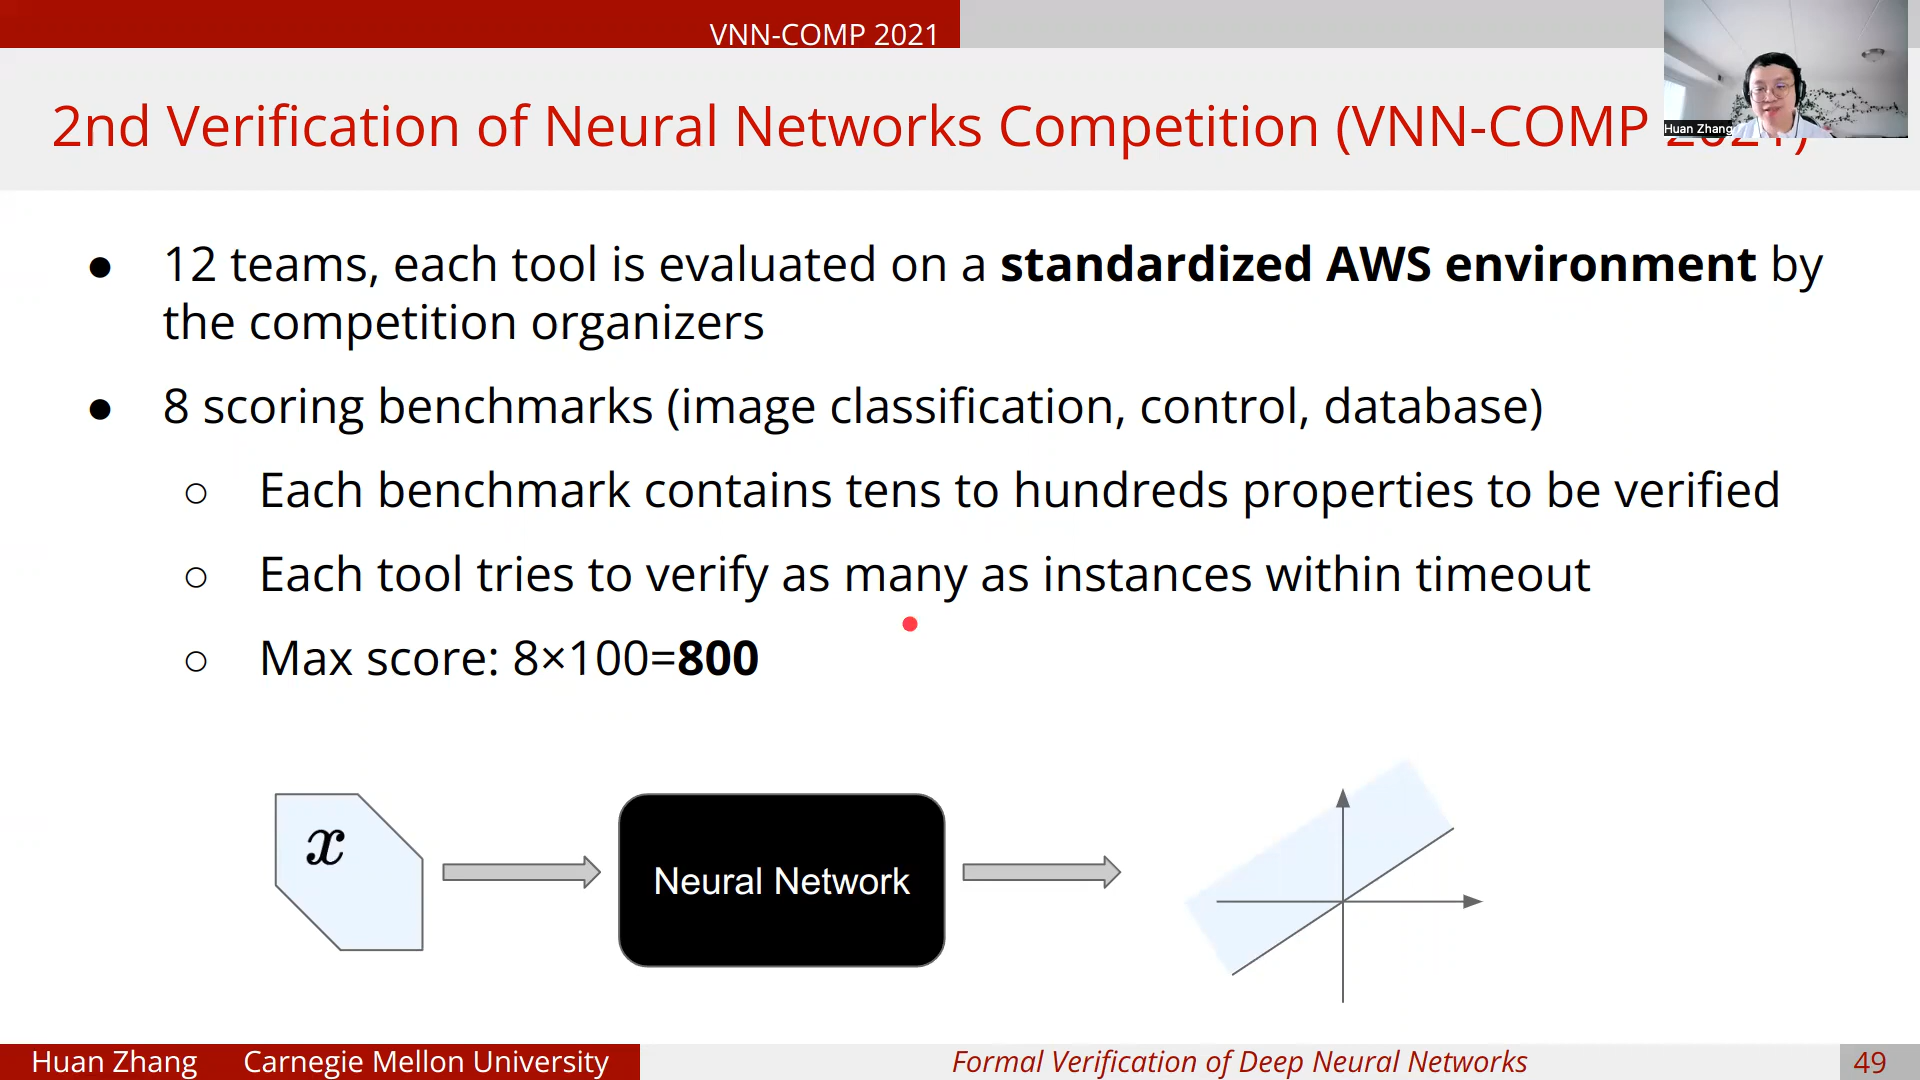 VNN-COMP 2021
2nd Verification of Neural Networks Competition (VNN-COMP 2021)
Huan Zhang
● 12 teams, each tool is evaluated on a standardized AWS environment by
the competition organizers
● 8 scoring benchmarks (image classification, control, database)
○ Each benchmark contains tens to hundreds properties to be verified
○ Each tool tries to verify as many as instances within timeout
○ Max score: 8×100=800
x
Neural Network
Huan Zhang Carnegie Mellon University
Formal Verification of Deep Neural Networks
49